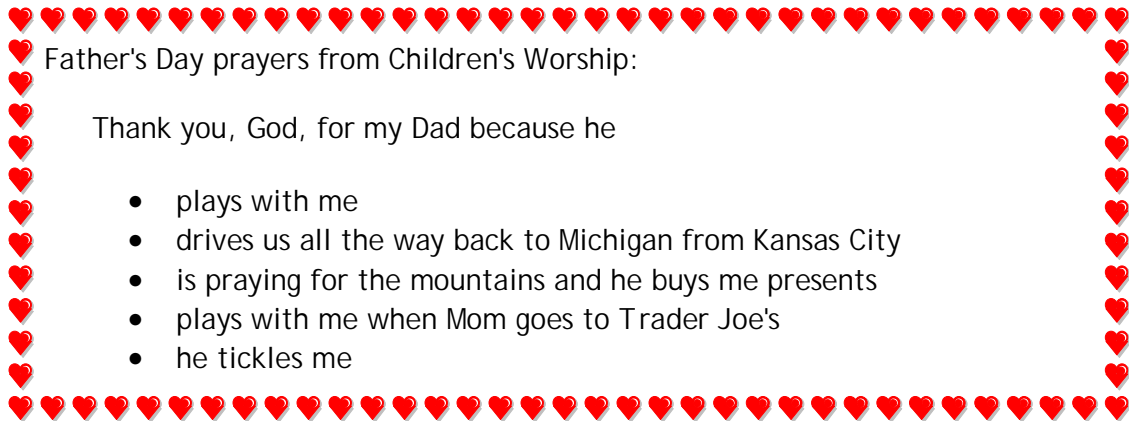 Father's Day prayers from Children's Worship:
Thank you, God, for my Dad because he
• plays with me
• drives us all the way back to Michigan from Kansas City
• is praying for the mountains and he buys me presents
• plays with me when Mom goes to Trader Joe's
• he tickles me